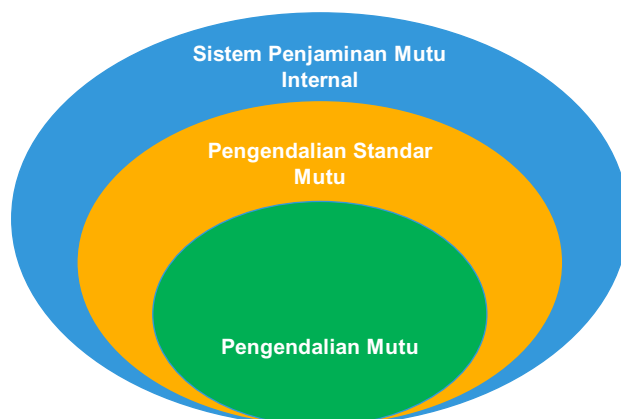 Sistem Penjaminan Mutu
Internal
Pengendalian Standar
Mutu
Pengendalian Mutu